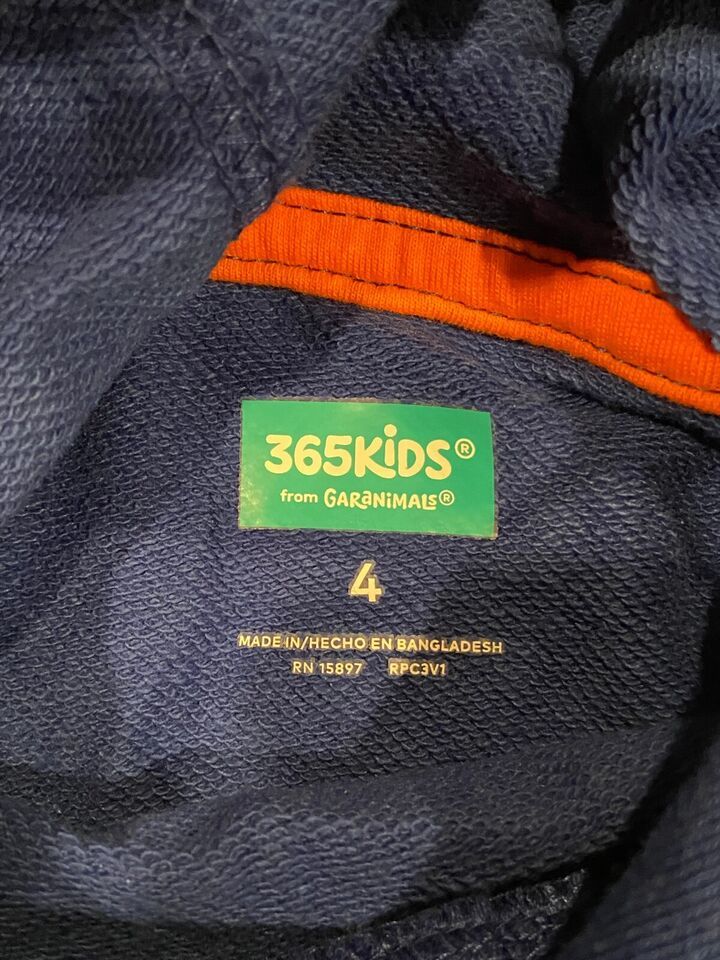 365KiDS®
from GaRaNiMaLS®
4
MADE IN/HECHO EN BANGLADESH
RN 15897 RPC3V1